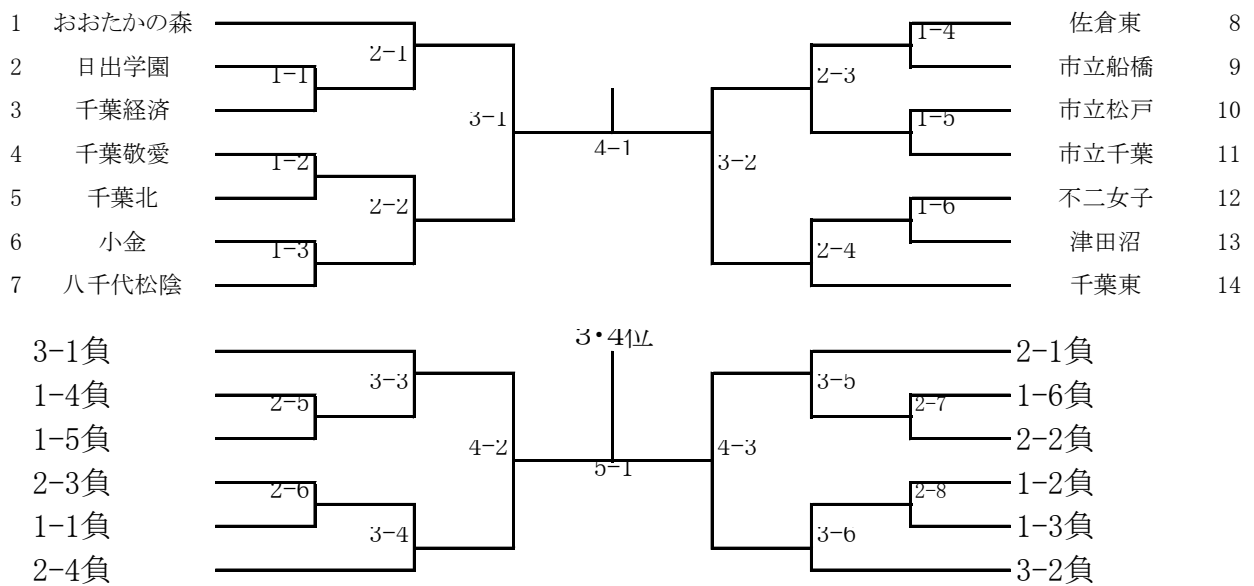 1 おおたかの森 佐倉東 8
1-4
2-1
2 日出学園 1-1 2-3 市立船橋 9
3 千葉経済 3-1 1-5 市立松戸 10
4 千葉敬愛 1-2 4-1 3-2 市立千葉 11
5 千葉北 2-2 1-6 不二女子 12
6 小金 1-3 2-4 津田沼 13
7 八千代松陰 千葉東 14
3・4位
3-1負 2-1負
3-3 3-5
1-4負 2-5 2-7 1-6負
1-5負 4-2 4-3 2-2負
5-1
2-3負 2-6 2-8 1-2負
1-1負 3-4 3-6 1-3負
2-4負 3-2負